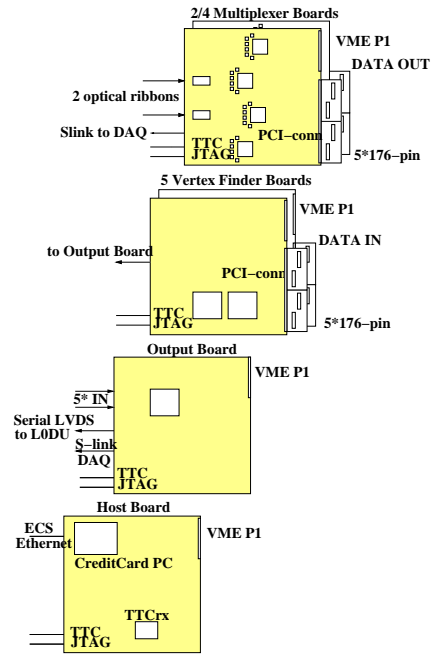 2/4 Multiplexer Boards
VME P1
DATA OUT
2 optical ribbons
Slink to DAQ
PCI-conn
TTC
JTAG
5*176-pin
5 Vertex Finder Boards
VME P1
DATA IN
to Output Board
PCI-conn
TTC
JTAG
5*176-pin
Output Board
VME P1
5* IN
Serial LVDS
to L0DU
S-link
DAQ
TTC
JTAG
Host Board
ECS
Ethernet
VME P1
CreditCard PC
TTCrx
TTC
JTAG